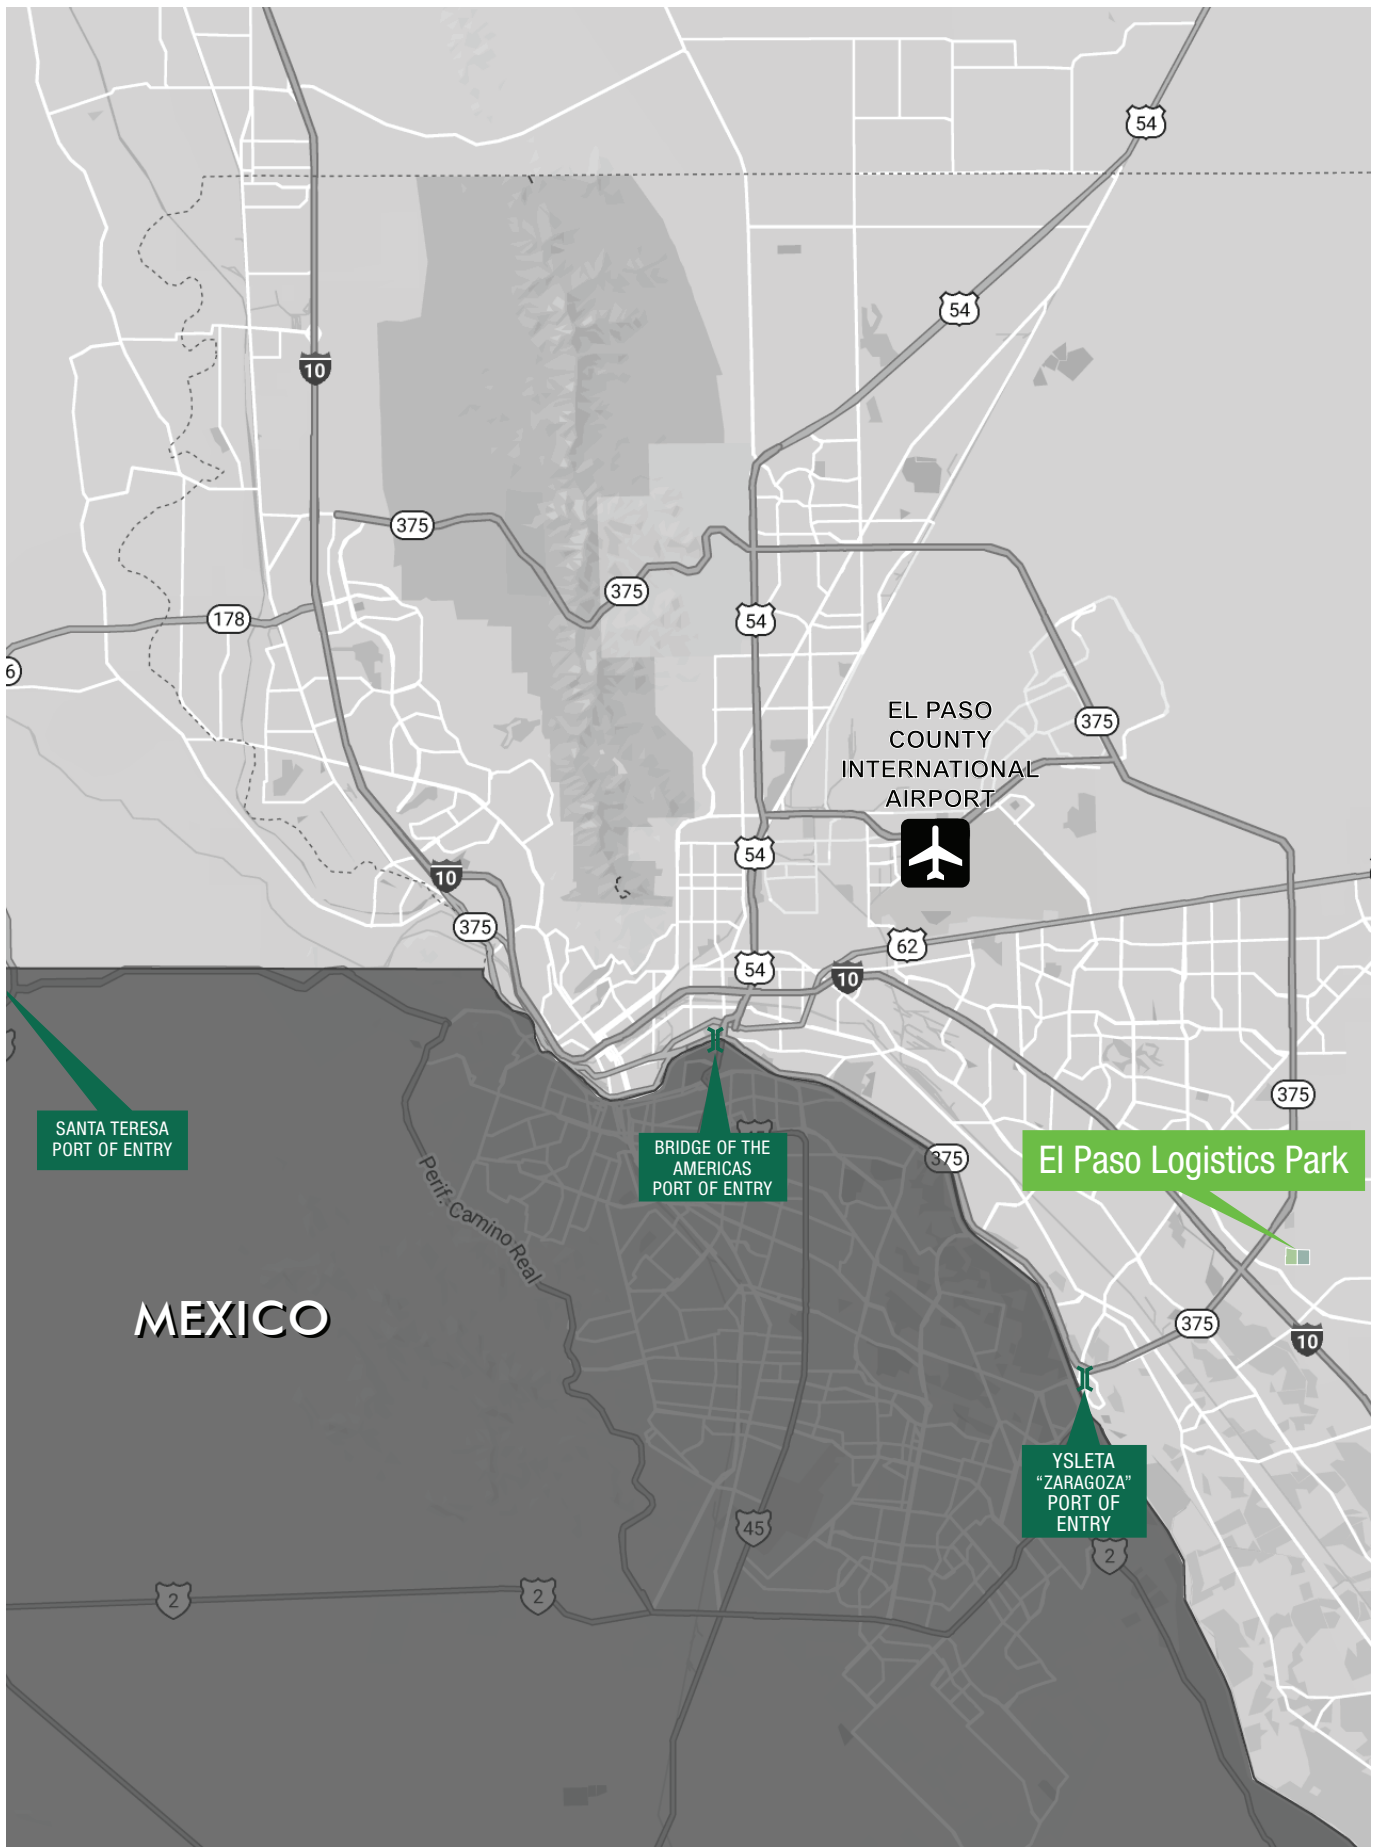 54
54
10
375
375
178
54
6
EL PASO
COUNTY
INTERNATIONAL
AIRPORT
375
54
10
375
62
54
10
375
SANTA TERESA
PORT OF ENTRY
BRIDGE OF THE
AMERICAS
PORT OF ENTRY
375
El Paso Logistics Park
Perif. Camino Real
MEXICO
375
10
YSLETA
“ZARAGOZA”
PORT OF
ENTRY
45
2
2
2